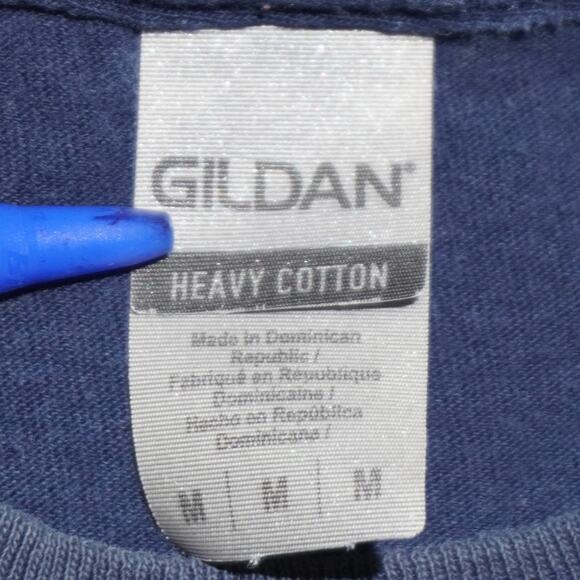 GILDAN®
HEAVY COTTON
Made in Dominican
Republic /
Fabriqué en République
Dominicaine /
Hecho en República
Dominicana /
M | M | M